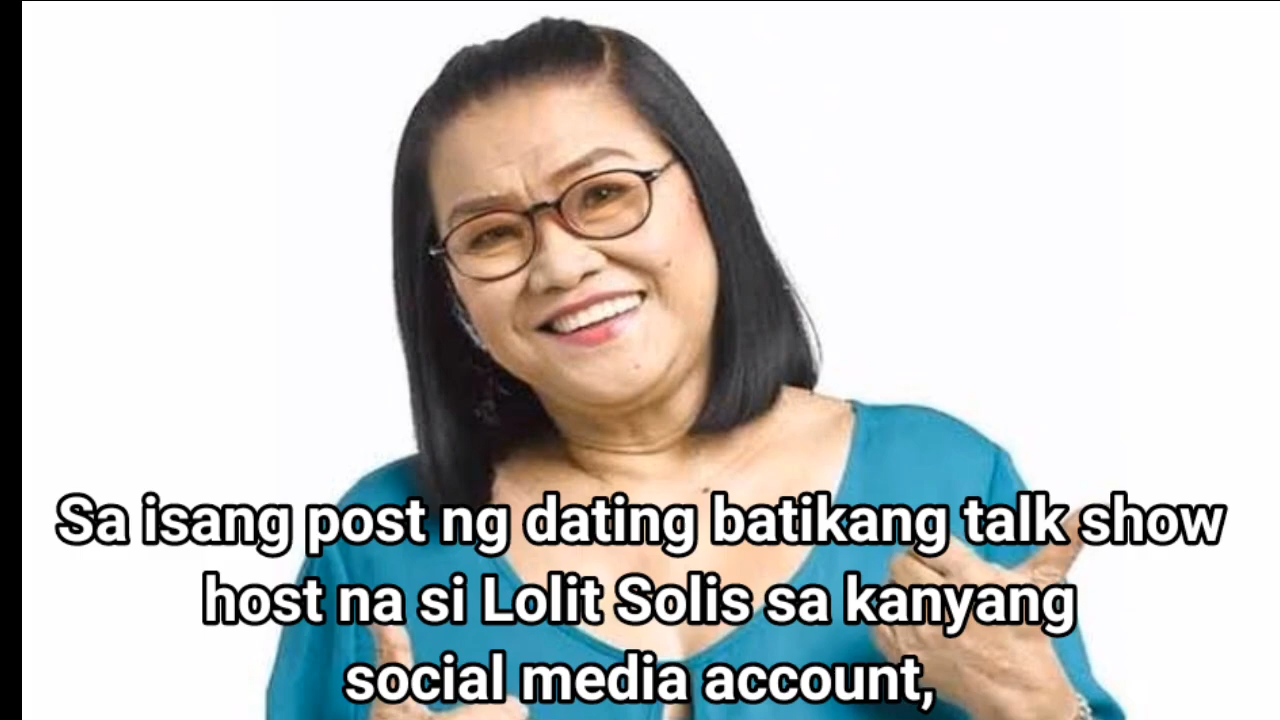 Sa isang post ng dating batikang talk show
host na si Lolit Solis sa kanyang
social media account,